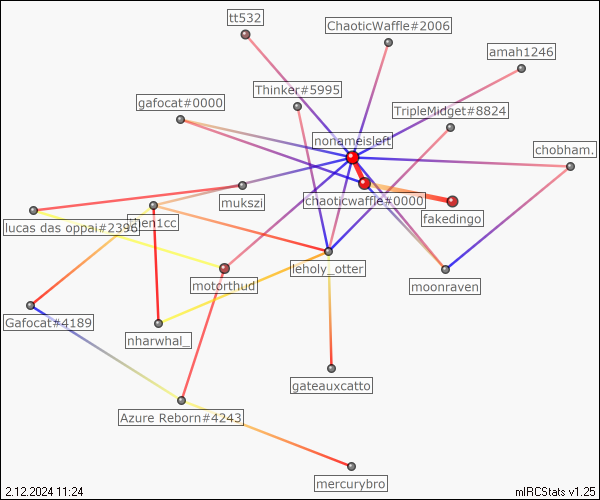 tt532
ChaoticWaffle#2006
amah1246
Thinker#5995
gafocat#0000
TripleMidget#8824
nonameisleft
chobham.
mukszi
chaoticwaffle#0000
fakedingo
lucas das oppai#2396
then1cc
leholy_otter
motorthud
moonraven
Gafocat#4189
nharwhal_
gateauxcatto
Azure Reborn#4243
mercurybro
2.12.2024 11:24
mIRCStats v1.25